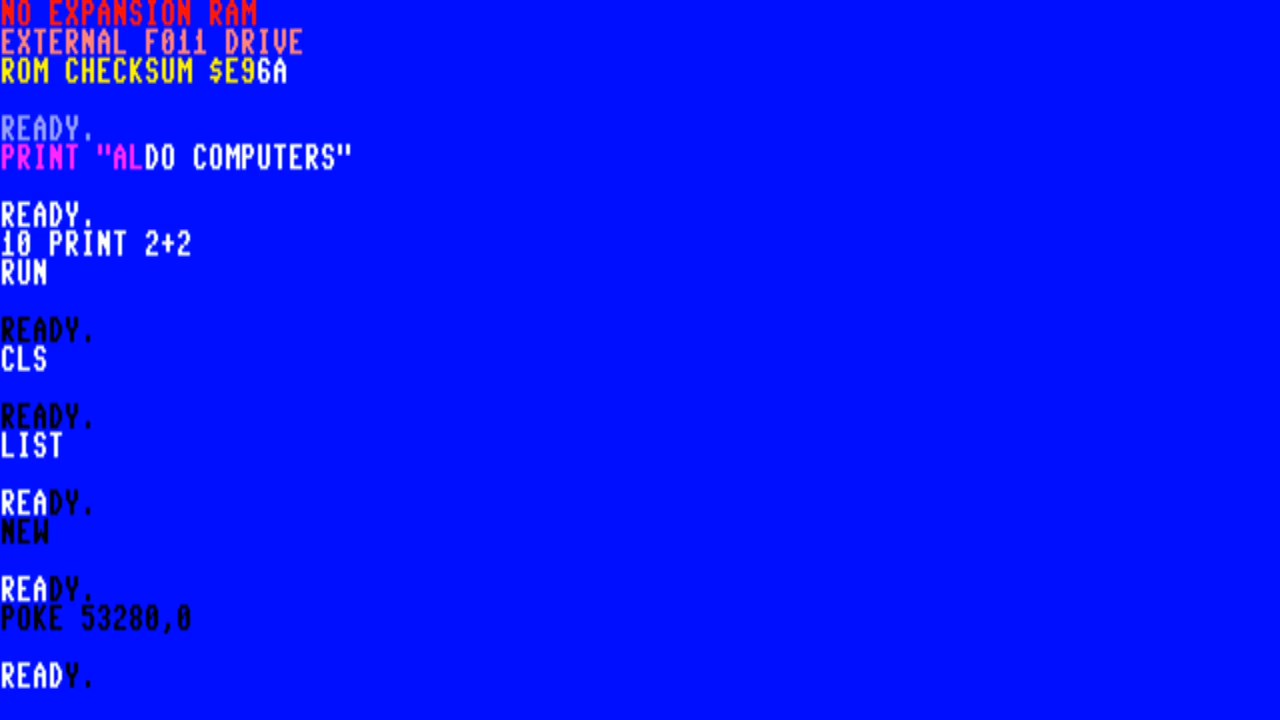 NO EXPANSION RAM
EXTERNAL F011 DRIVE
ROM CHECKSUM $E96A
READY.
PRINT "ALDO COMPUTERS"
READY.
10 PRINT 2+2
RUN
READY.
CLS
READY.
LIST
READY.
NEW
READY.
POKE 53280,0
READY.